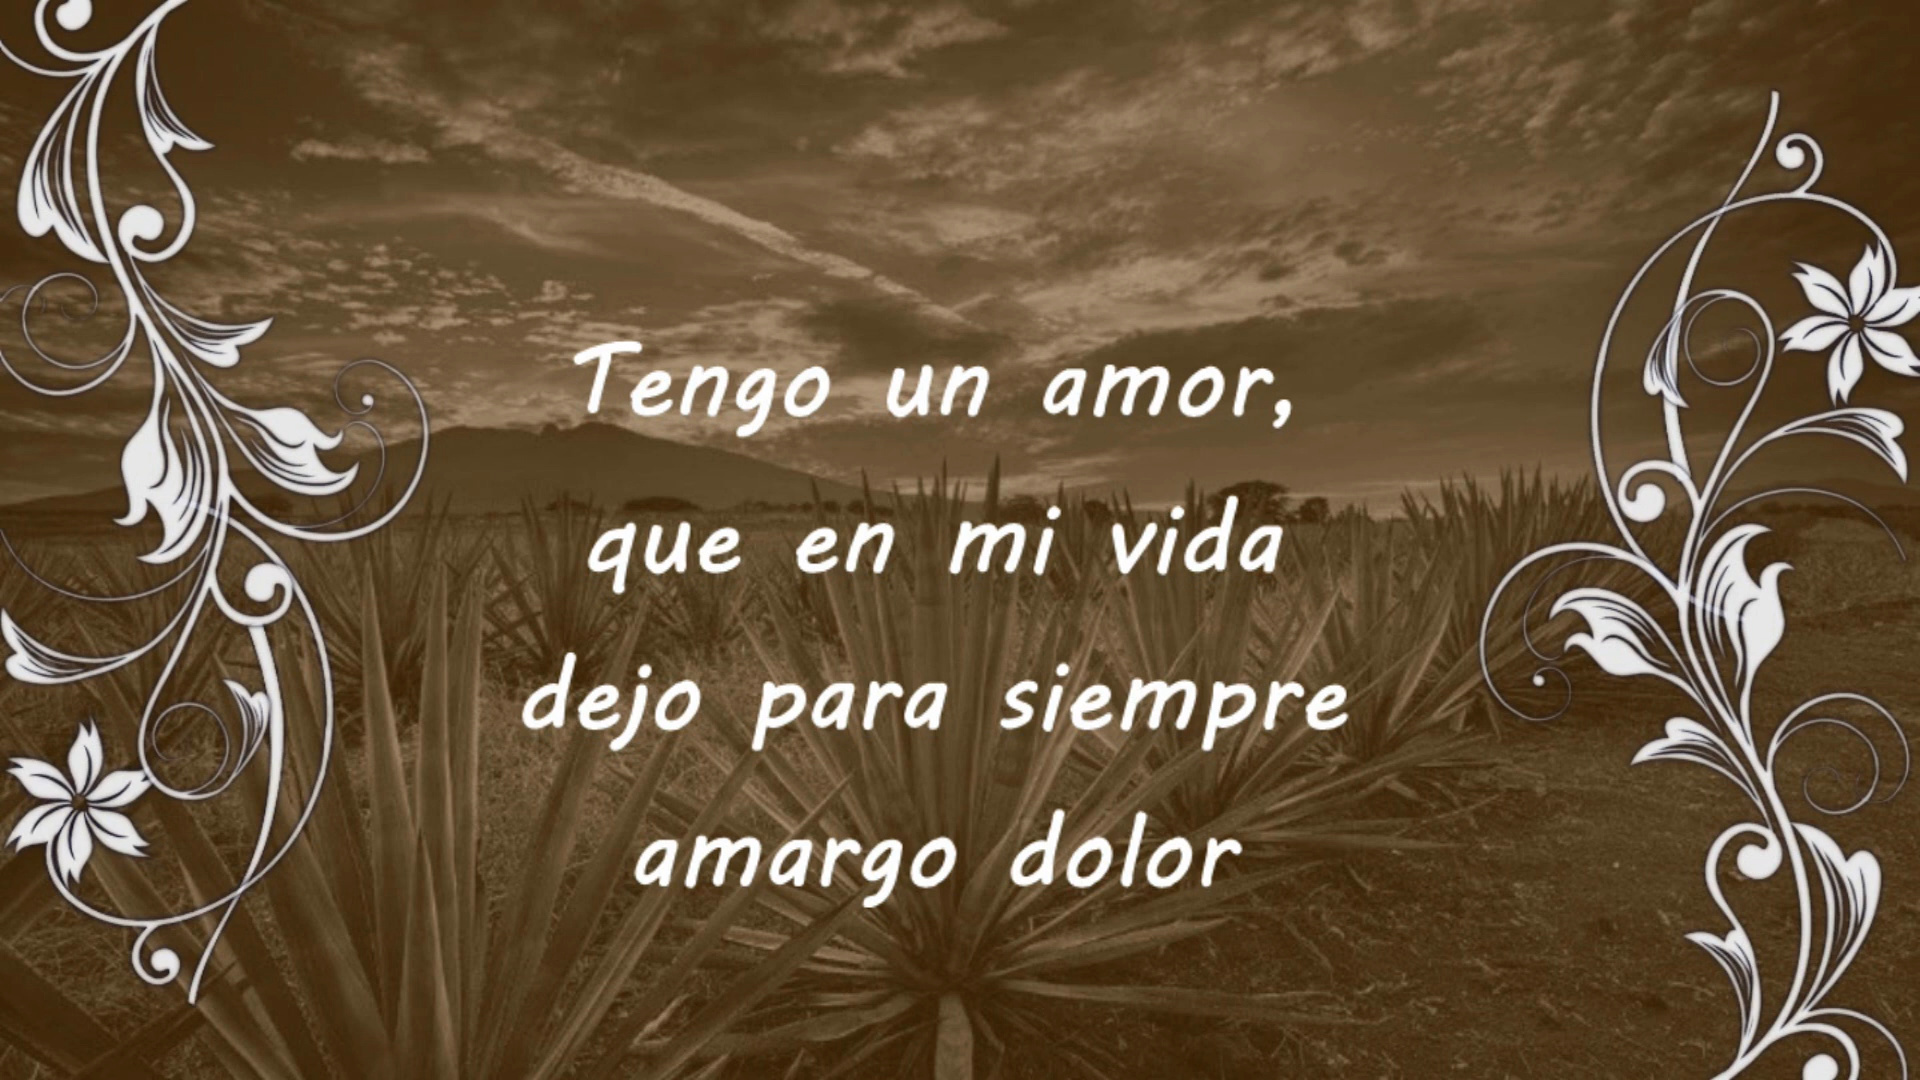 Tengo un amor,
que en mi vida
dejo para siempre
amargo dolor